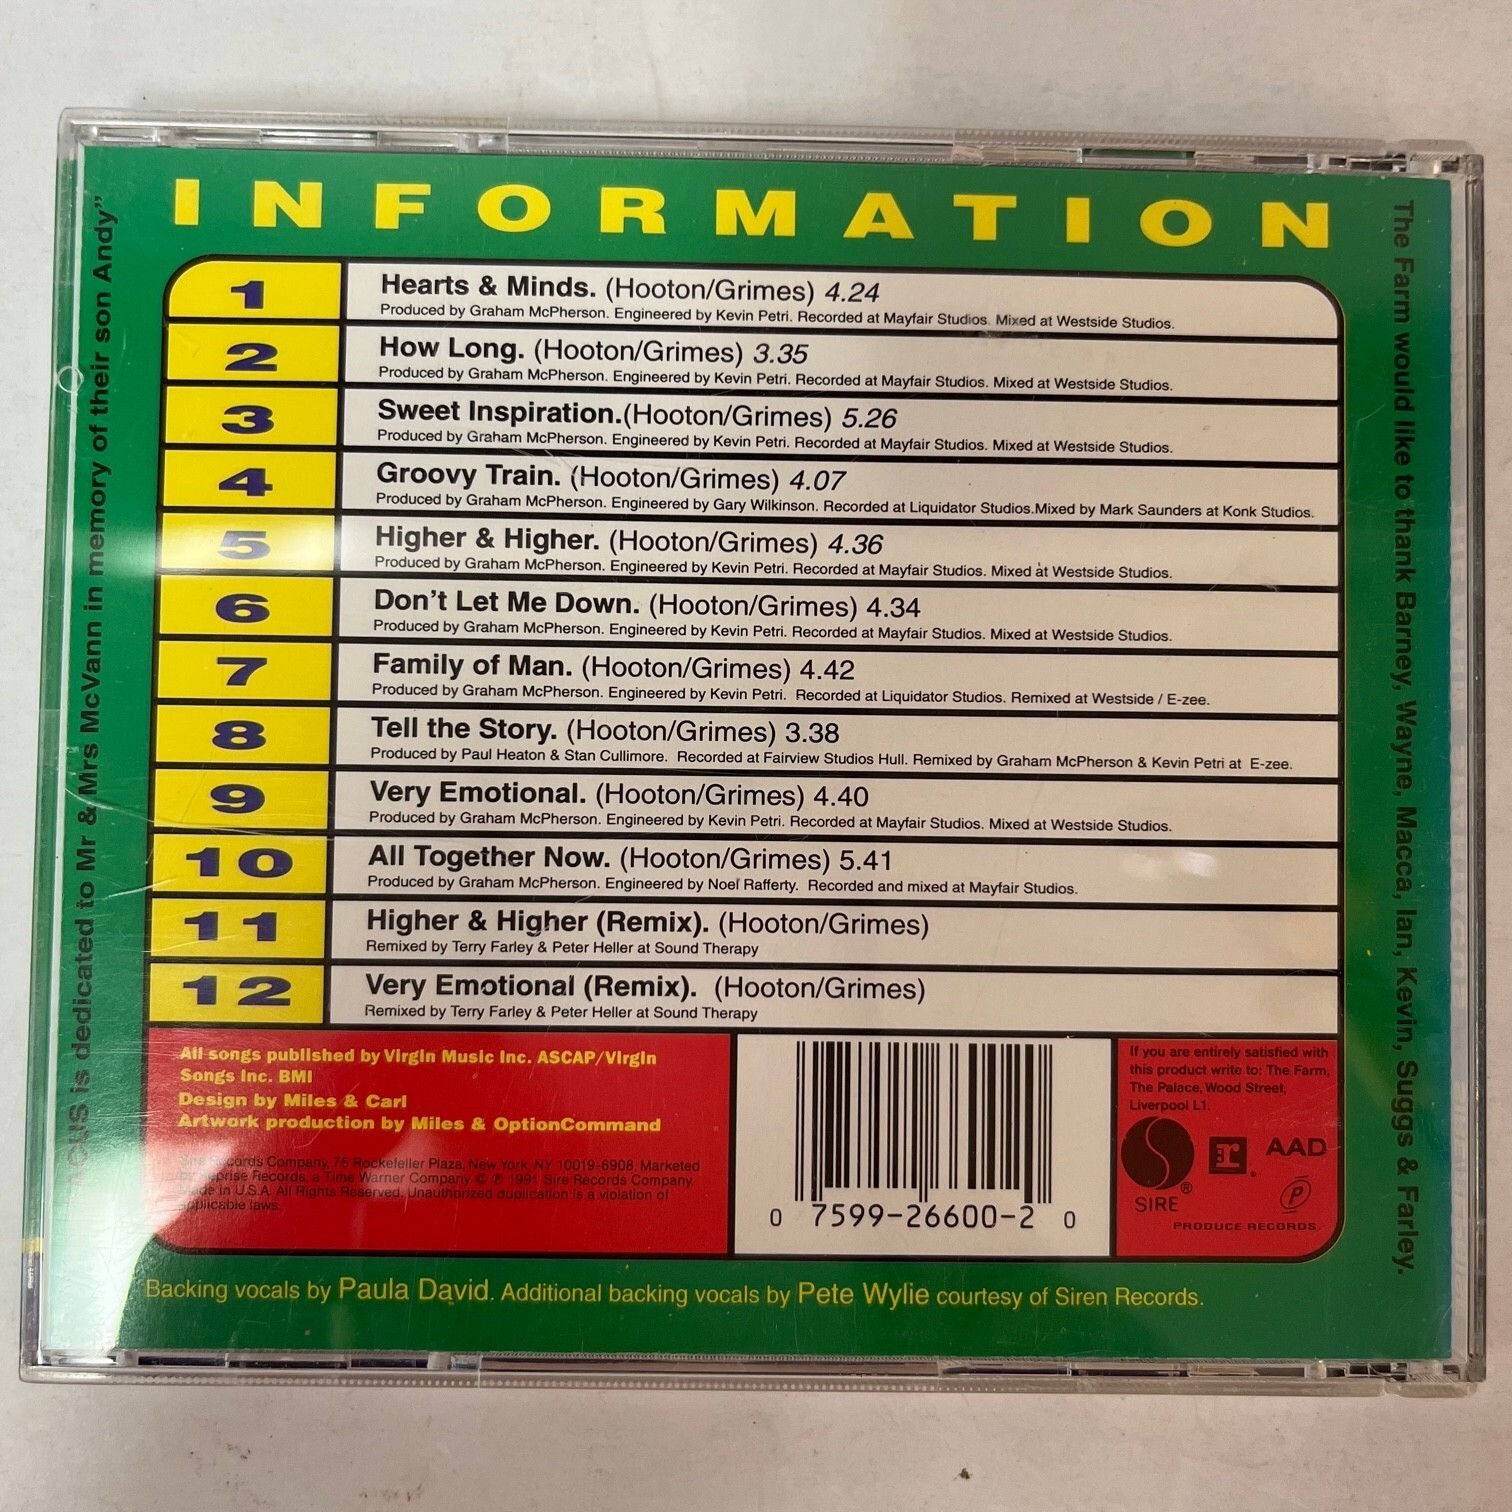 INFORMATION
1
Hearts & Minds. (Hooton/Grimes) 4.24
Produced by Graham McPherson. Engineered by Kevin Petri. Recorded at Mayfair Studios. Mixed at Westside Studios.
2
How Long. (Hooton/Grimes) 3.35
Produced by Graham McPherson. Engineered by Kevin Petri. Recorded at Mayfair Studios. Mixed at Westside Studios.
3
Sweet Inspiration.(Hooton/Grimes) 5.26
Produced by Graham McPherson. Engineered by Kevin Petri. Recorded at Mayfair Studios. Mixed at Westside Studios.
4
Groovy Train. (Hooton/Grimes) 4.07
Produced by Graham McPherson. Engineered by Gary Wilkinson. Recorded at Liquidator Studios.Mixed by Mark Saunders at Konk Studios.
5
Higher & Higher. (Hooton/Grimes) 4.36
Produced by Graham McPherson. Engineered by Kevin Petri. Recorded at Mayfair Studios. Mixed at Westside Studios.
6
Don't Let Me Down. (Hooton/Grimes) 4.34
Produced by Graham McPherson. Engineered by Kevin Petri. Recorded at Mayfair Studios. Mixed at Westside Studios.
7
Family of Man. (Hooton/Grimes) 4.42
Produced by Graham McPherson. Engineered by Kevin Petri. Recorded at Liquidator Studios. Remixed at Westside / E-zee.
8
Tell the Story. (Hooton/Grimes) 3.38
Produced by Paul Heaton & Stan Cullimore. Recorded at Fairview Studios Hull. Remixed by Graham McPherson & Kevin Petri at E-zee.
9
Very Emotional. (Hooton/Grimes) 4.40
Produced by Graham McPherson. Engineered by Kevin Petri. Recorded at Mayfair Studios. Mixed at Westside Studios.
10
All Together Now. (Hooton/Grimes) 5.41
Produced by Graham McPherson. Engineered by Noel Rafferty. Recorded and mixed at Mayfair Studios.
11
Higher & Higher (Remix). (Hooton/Grimes)
Remixed by Terry Farley & Peter Heller at Sound Therapy
12
Very Emotional (Remix). (Hooton/Grimes)
Remixed by Terry Farley & Peter Heller at Sound Therapy
All songs published by Virgin Music Inc. ASCAP/Virgin
Songs Inc. BMI
Design by Miles & Carl
Artwork production by Miles & OptionCommand
Sire Records Company, 75 Rockefeller Plaza, New York, NY 10019-6908. Marketed
by Reprise Records, a Time Warner Company © ℗ 1991 Sire Records Company.
Made in U.S.A. All Rights Reserved. Unauthorized duplication is a violation of
applicable laws.
0 7599-26600-2 0
If you are entirely satisfied with
this product write to: The Farm,
The Palace, Wood Street,
Liverpool L1.
SIRE®
r
AAD
P
PRODUCE RECORDS.
Backing vocals by Paula David. Additional backing vocals by Pete Wylie courtesy of Siren Records.
is dedicated to Mr & Mrs McVann in memory of their son Andy"
The Farm would like to thank Barney, Wayne, Macca, Ian, Kevin, Suggs & Farley.